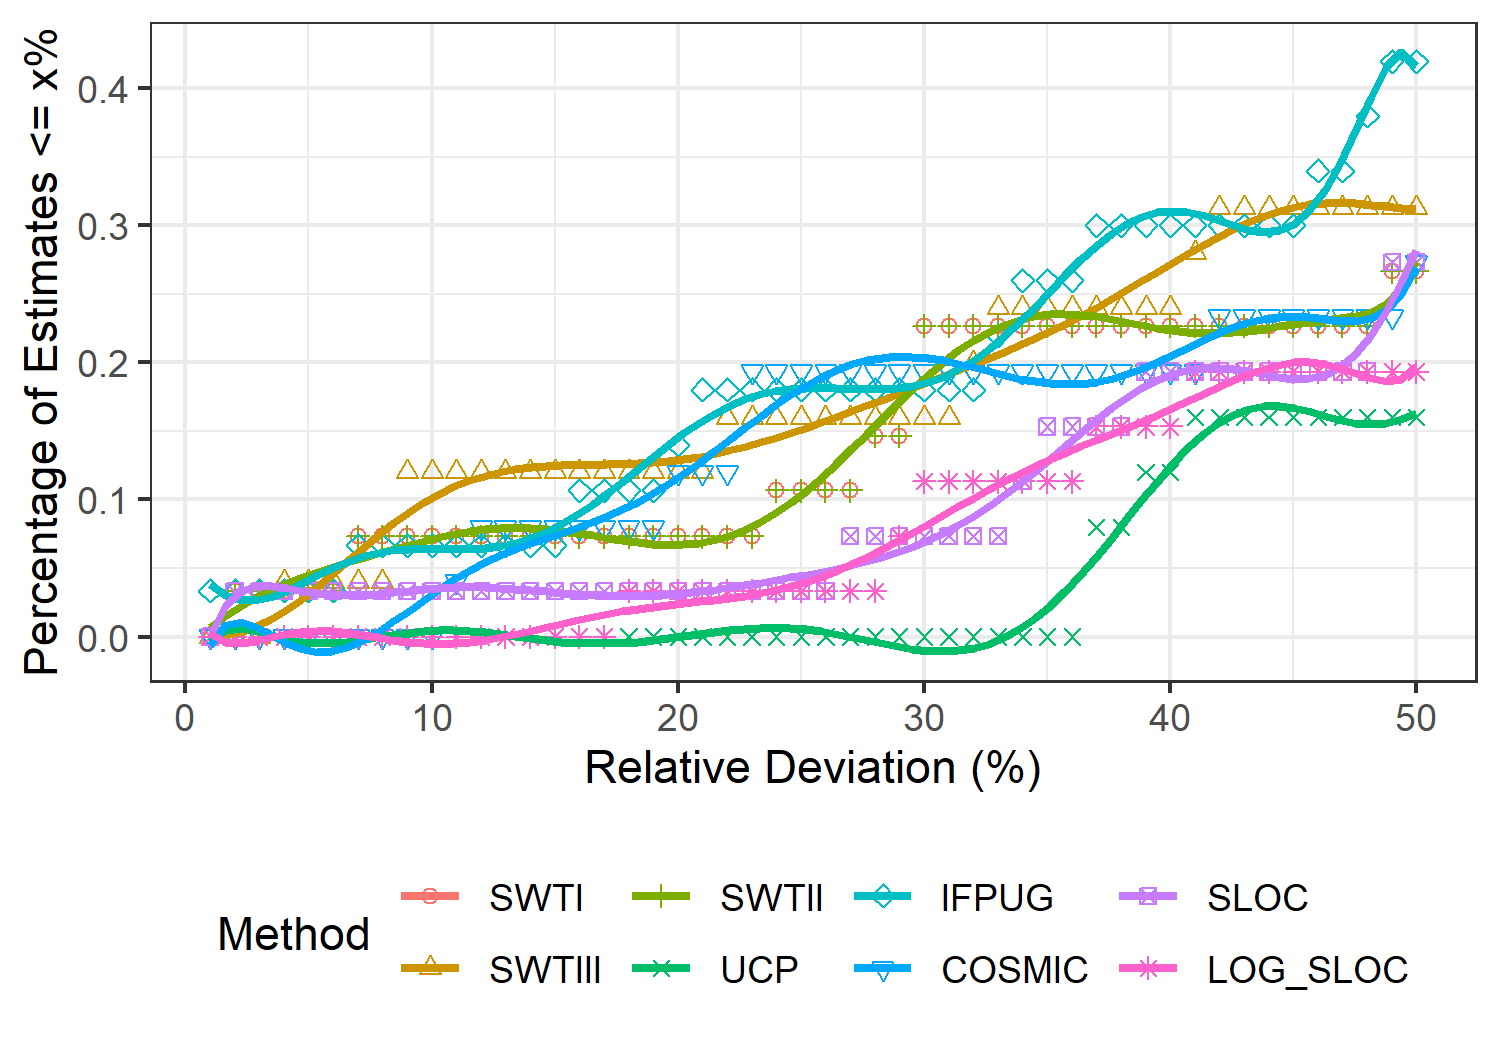 Percentage of Estimates <= x%
0.4
0.3
0.2
0.1
0.0
0 10 20 30 40 50
Relative Deviation (%)
Method
SWTI SWTII IFPUG SLOC
SWTIII UCP COSMIC LOG_SLOC